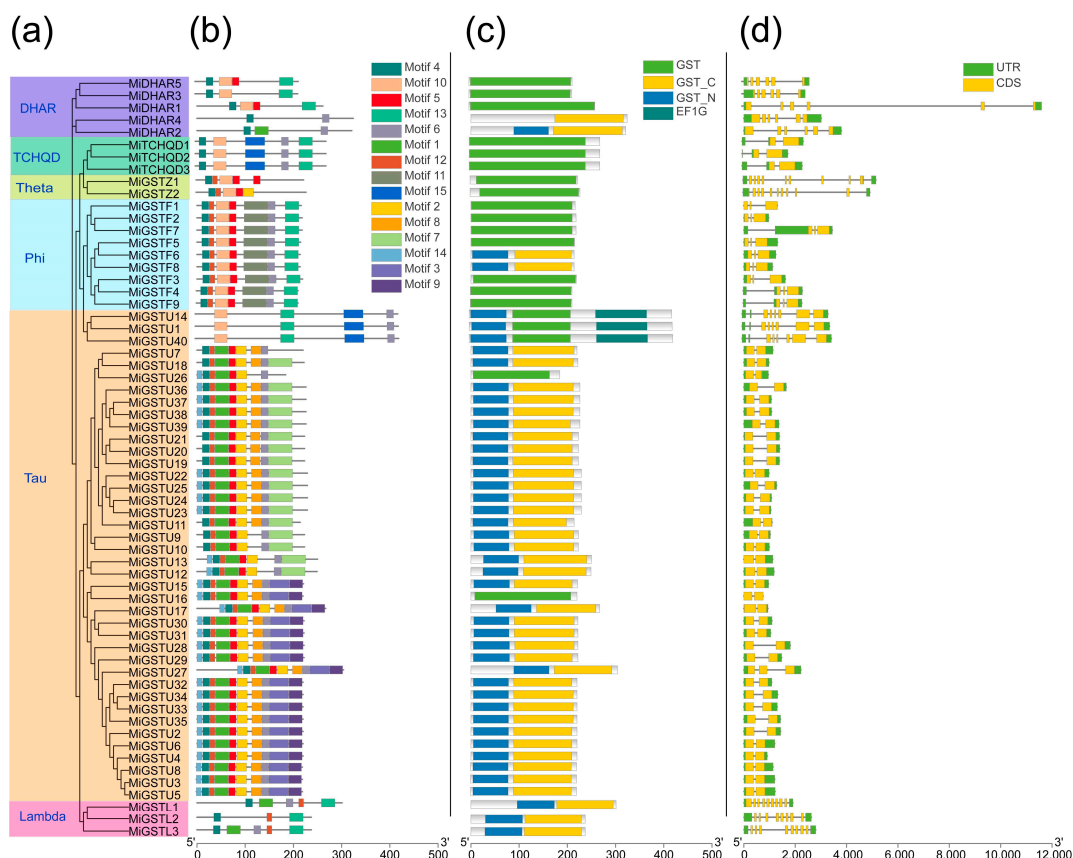 (a)
(b)
(c)
(d)
DHAR
TCHQD
Theta
Phi
Tau
Lambda
MiDHAR5
MiDHAR3
MiDHAR1
MiDHAR4
MiDHAR2
MiTCHQD1
MiTCHQD2
MiTCHQD3
MiGSTZ1
MiGSTZ2
MiGSTF1
MiGSTF2
MiGSTF7
MiGSTF5
MiGSTF6
MiGSTF8
MiGSTF3
MiGSTF4
MiGSTF9
MiGSTU14
MiGSTU1
MiGSTU40
MiGSTU7
MiGSTU18
MiGSTU26
MiGSTU36
MiGSTU37
MiGSTU38
MiGSTU39
MiGSTU21
MiGSTU20
MiGSTU19
MiGSTU22
MiGSTU25
MiGSTU24
MiGSTU23
MiGSTU11
MiGSTU9
MiGSTU10
MiGSTU13
MiGSTU12
MiGSTU15
MiGSTU16
MiGSTU17
MiGSTU30
MiGSTU31
MiGSTU28
MiGSTU29
MiGSTU27
MiGSTU32
MiGSTU34
MiGSTU33
MiGSTU35
MiGSTU2
MiGSTU6
MiGSTU4
MiGSTU8
MiGSTU3
MiGSTU5
MiGSTL1
MiGSTL2
MiGSTL3
Motif 4
Motif 10
Motif 5
Motif 13
Motif 6
Motif 1
Motif 12
Motif 11
Motif 15
Motif 2
Motif 8
Motif 7
Motif 14
Motif 3
Motif 9
GST
GST_C
GST_N
EF1G
UTR
CDS
5' 3'
0 100 200 300 400 500
5' 3'
0 100 200 300 400 500
5' 3'
0 2.000 4.000 6.000 8.000 10.000 12.000